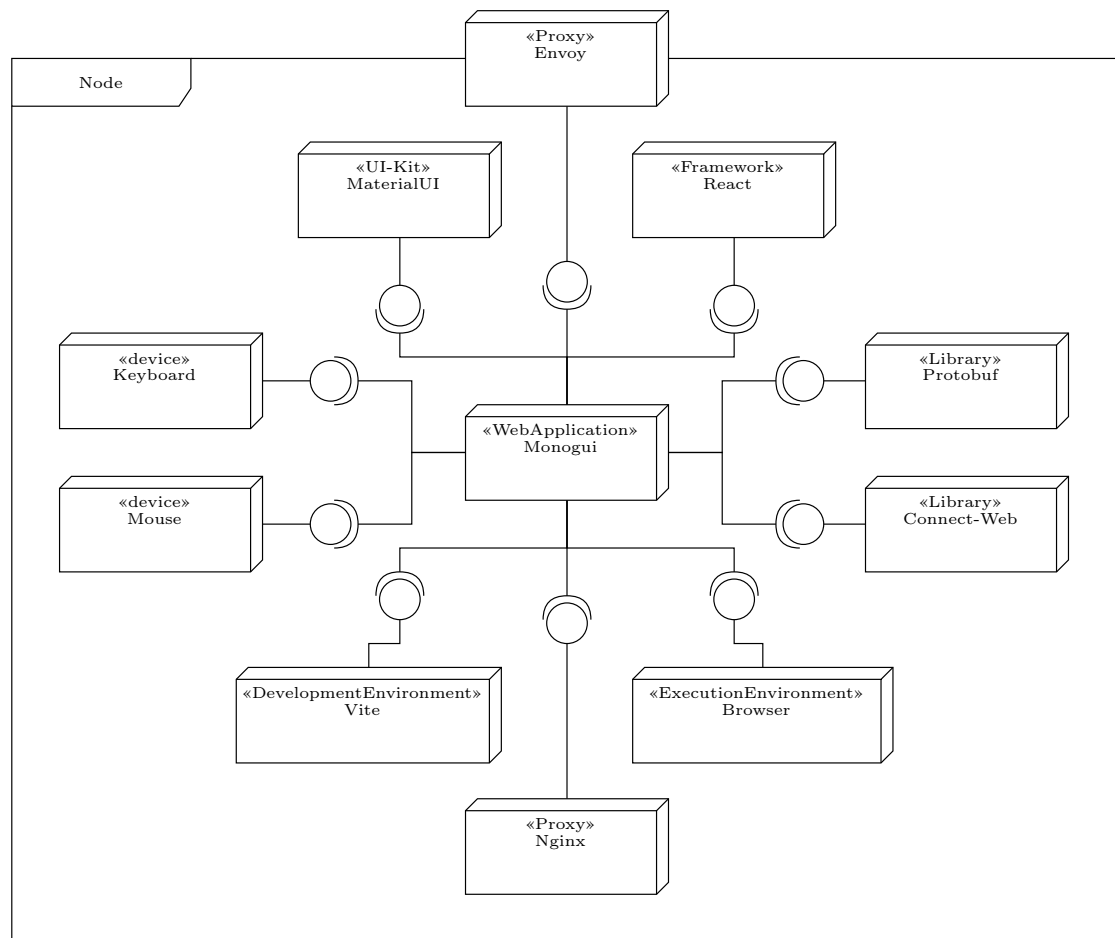 «Proxy»
Envoy
Node
«UI-Kit»
MaterialUI
«Framework»
React
«device»
Keyboard
«Library»
Protobuf
«WebApplication»
Monogui
«device»
Mouse
«Library»
Connect-Web
«DevelopmentEnvironment»
Vite
«ExecutionEnvironment»
Browser
«Proxy»
Nginx